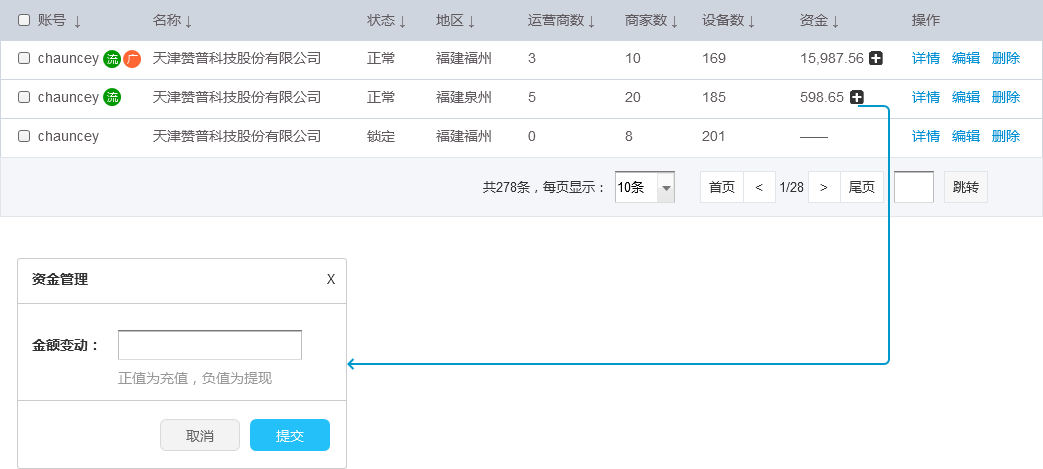 账号 ↓ 名称 ↓ 状态 ↓ 地区 ↓ 运营商数 ↓ 商家数 ↓ 设备数 ↓ 资金 ↓ 操作
chauncey 流 广 天津赞普科技股份有限公司 正常 福建福州 3 10 169 15,987.56 详情 编辑 删除
chauncey 流 天津赞普科技股份有限公司 正常 福建泉州 5 20 185 598.65 详情 编辑 删除
chauncey 天津赞普科技股份有限公司 锁定 福建福州 0 8 201 —— 详情 编辑 删除
共278条，每页显示： 10条 首页 < 1/28 > 尾页 跳转
资金管理 X
金额变动：
正值为充值，负值为提现
取消 提交